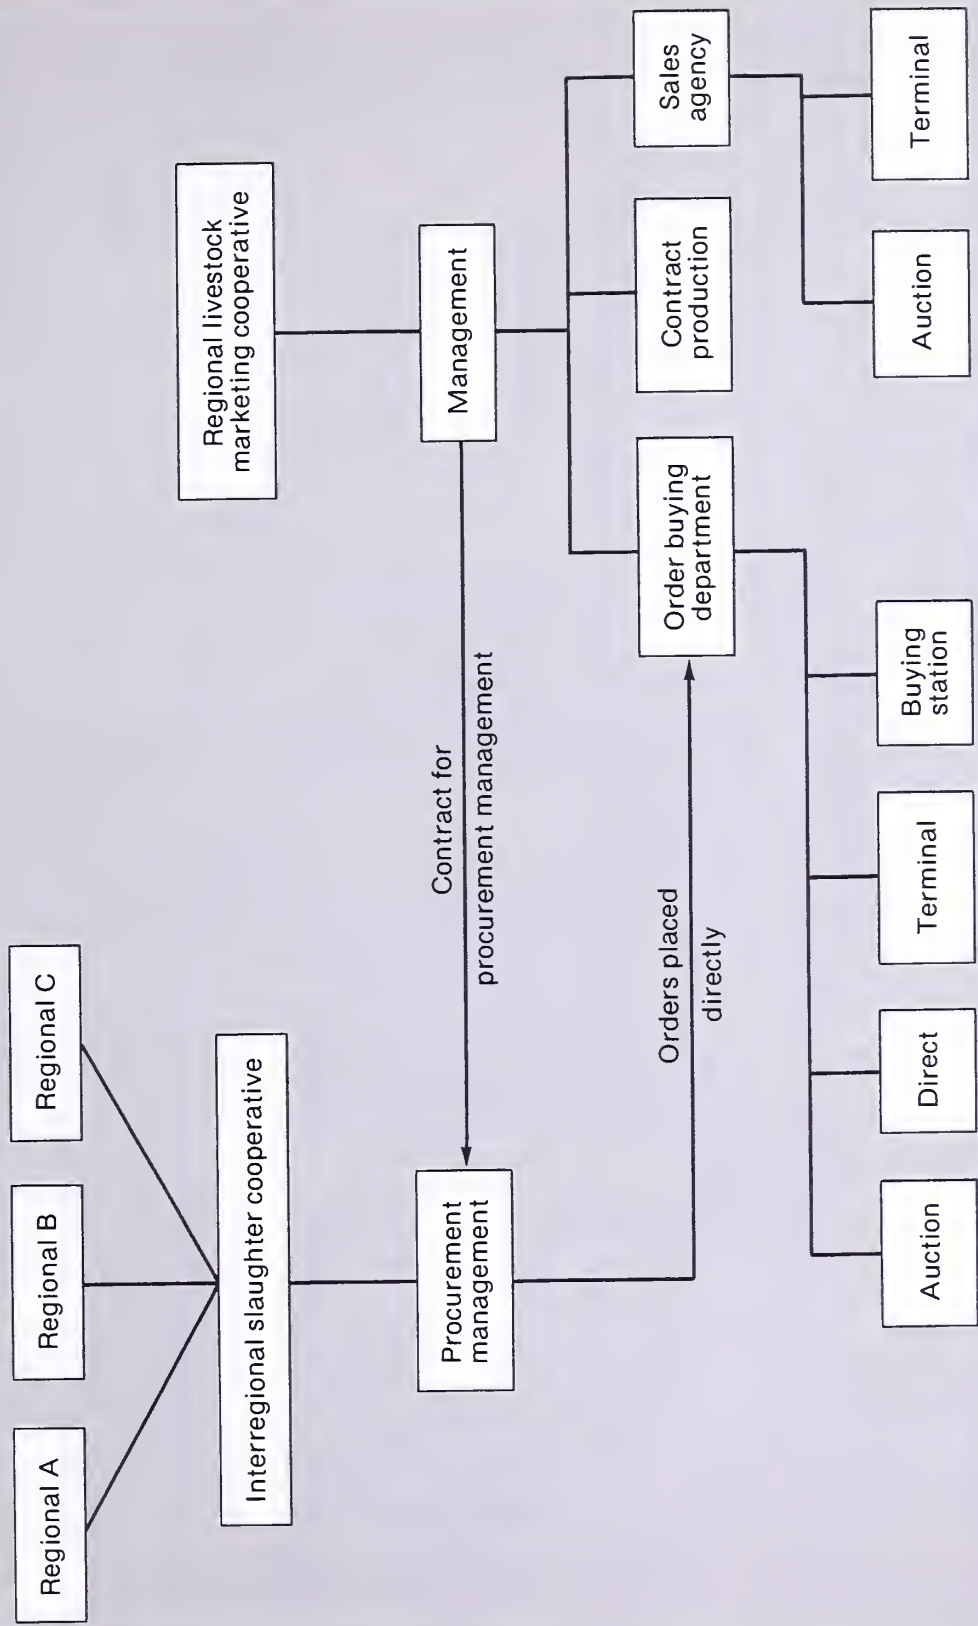 Regional A
Regional B
Regional C
Interregional slaughter cooperative
Procurement
management
Contract for
procurement management
Orders placed
directly
Regional livestock
marketing cooperative
Management
Order buying
department
Contract
production
Sales
agency
Auction
Direct
Terminal
Buying
station
Auction
Terminal